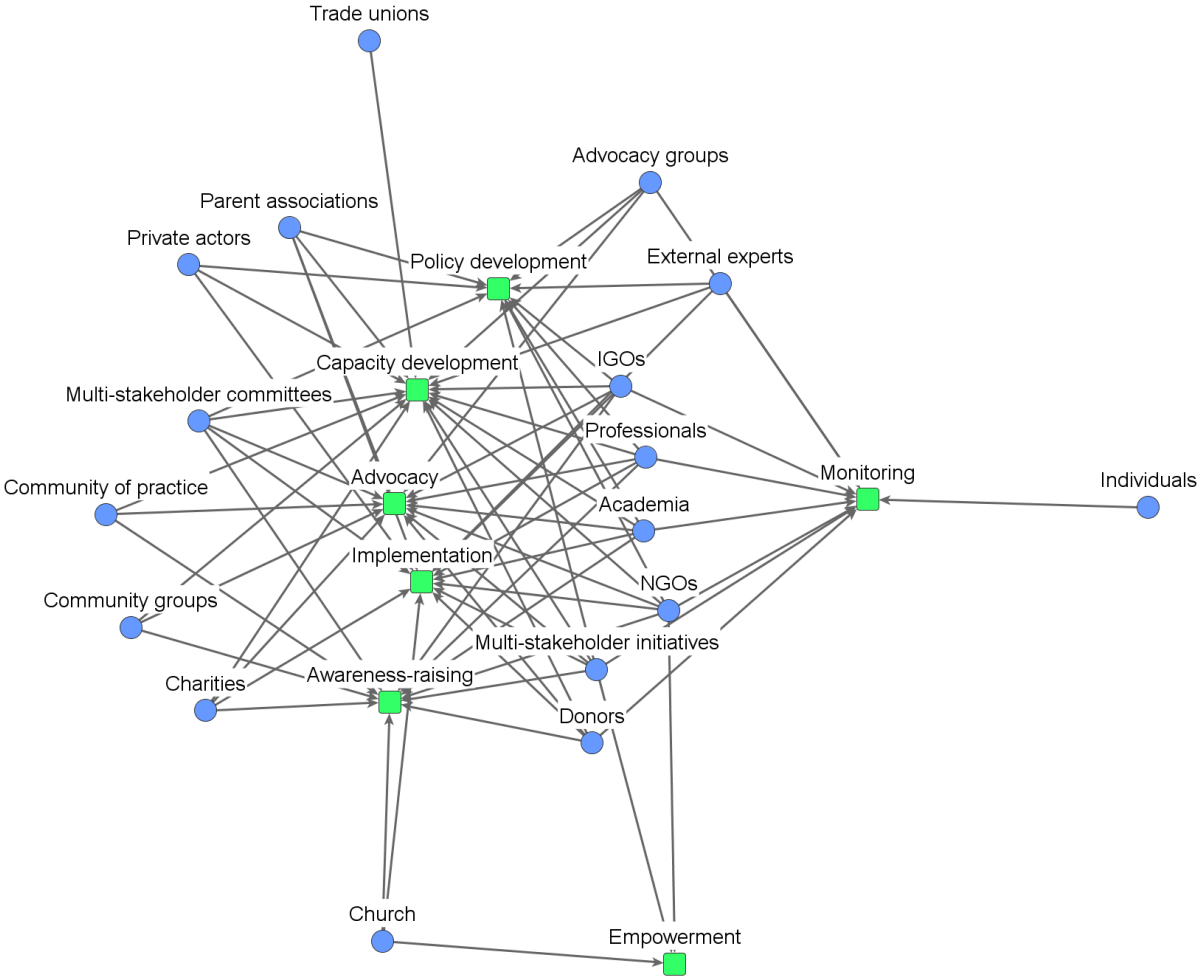 Trade unions
Advocacy groups
Parent associations
Private actors
Policy development
External experts
Capacity development
IGOs
Multi-stakeholder committees
Professionals
Advocacy
Monitoring
Individuals
Community of practice
Academia
Implementation
NGOs
Community groups
Multi-stakeholder initiatives
Charities
Awareness-raising
Donors
Church
Empowerment